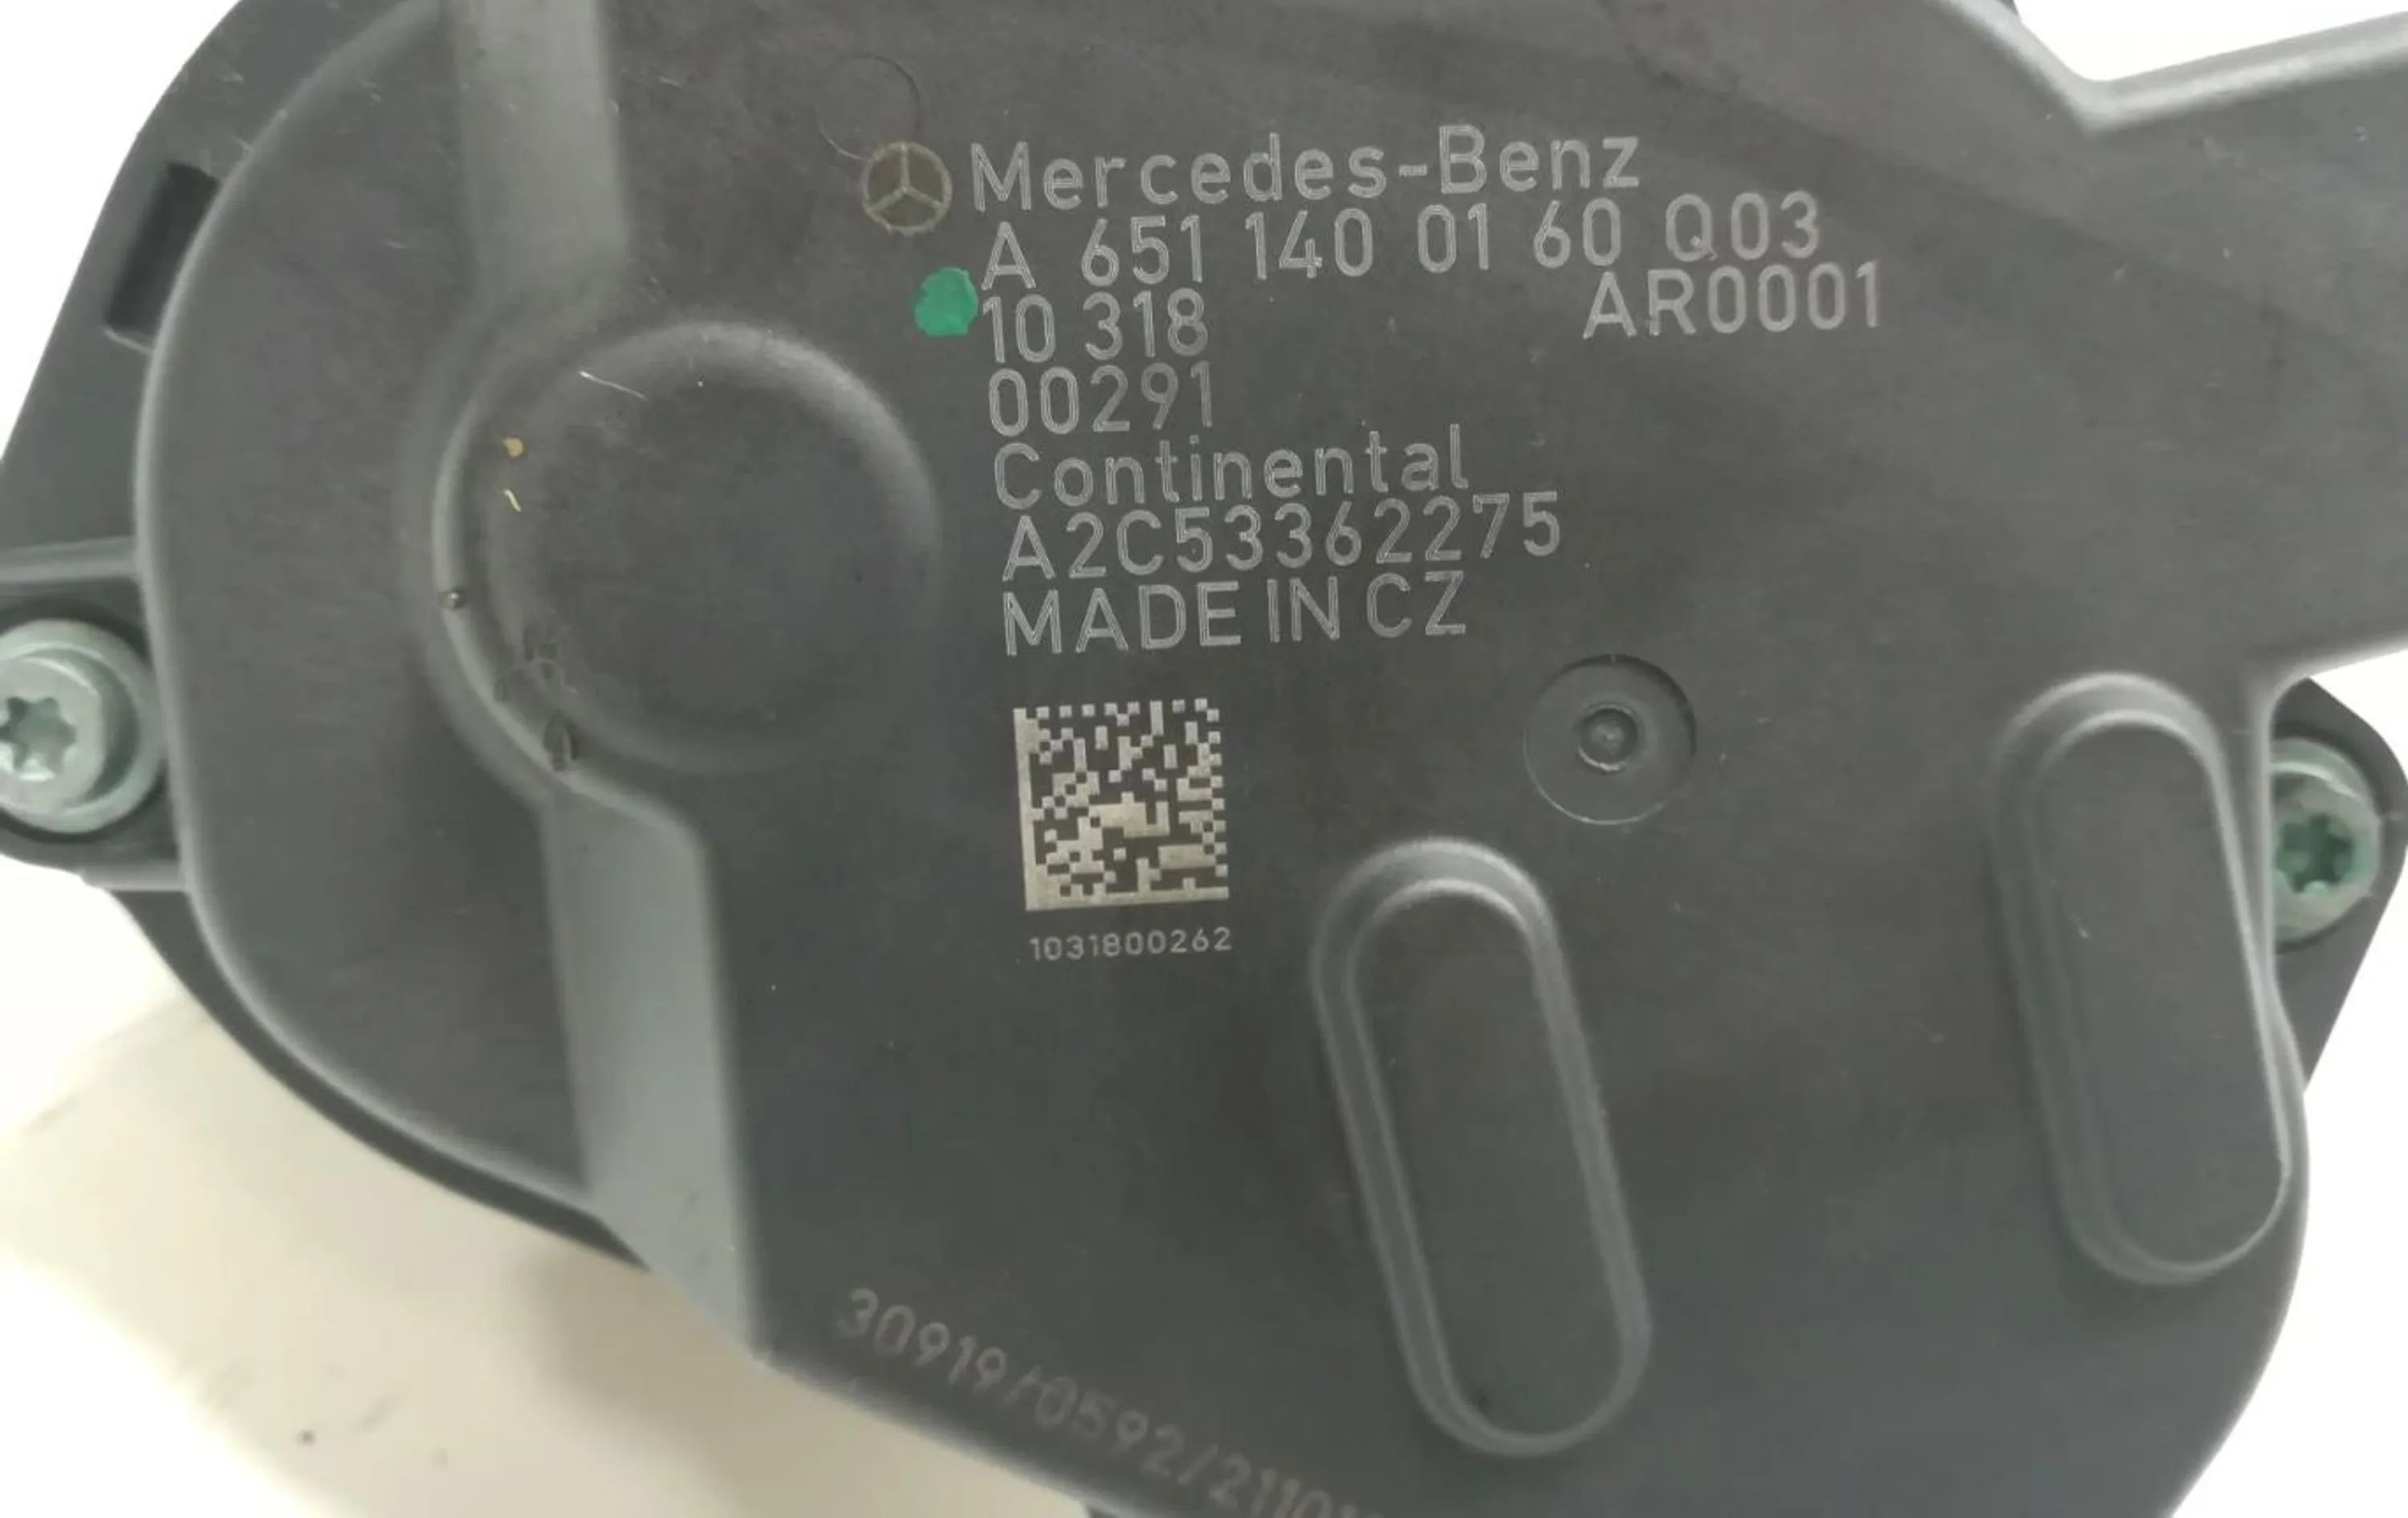 Mercedes-Benz
A 651 140 01 60 Q03
10 318 AR0001
00291
Continental
A2C53362275
MADE IN CZ
1031800262
30919/0592/2110